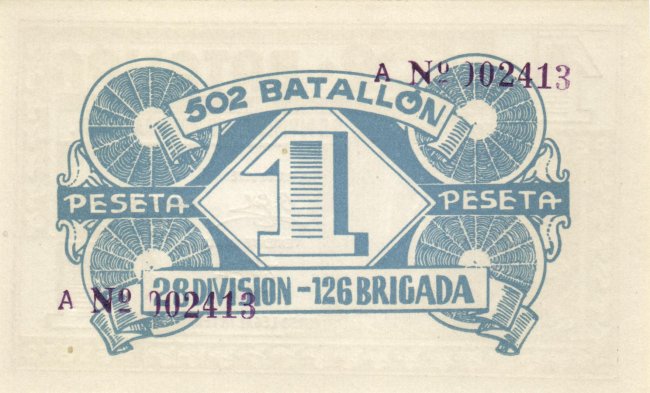 A Nº 002413
502 BATALLÓN
1
PESETA PESETA
28 DIVISION - 126 BRIGADA
A Nº 002413